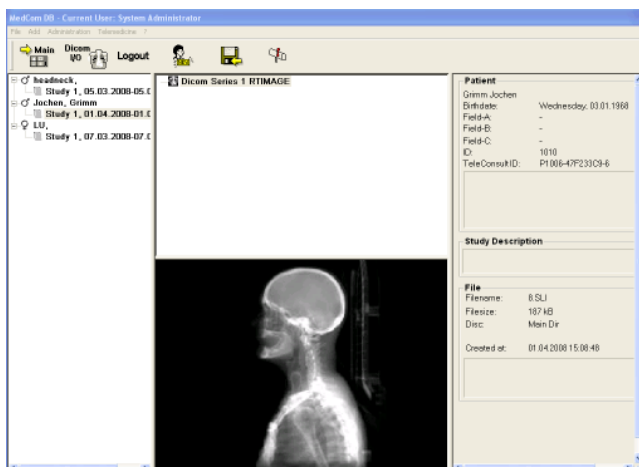 MedCom DB - Current User: System Administrator
File Add Administration Telemedicine ?
Main
Dicom
I/O
Logout
headneck,
Study 1, 05.03.2008-05.0
Jochen, Grimm
Study 1, 01.04.2008-01.0
LU,
Study 1, 07.03.2008-07.0
Dicom Series 1 RTIMAGE
Patient
Grimm Jochen
Birthdate: Wednesday, 03.01.1968
Field-A: -
Field-B: -
Field-C: -
ID: 1010
TeleConsultID: P1006-47F233C9-6
Study Description
File
Filename: 8.SLI
Filesize: 187 kB
Disc: Main Dir
Created at: 01.04.2008 15:08:48